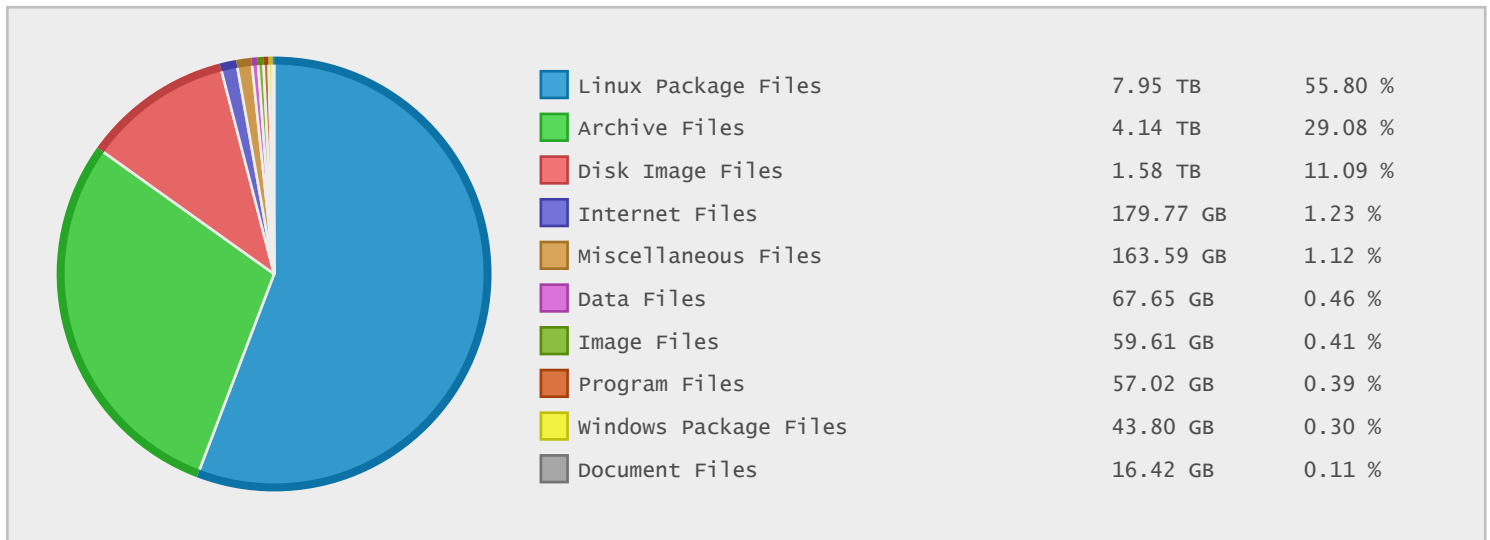 Linux Package Files 7.95 TB 55.80 %
Archive Files 4.14 TB 29.08 %
Disk Image Files 1.58 TB 11.09 %
Internet Files 179.77 GB 1.23 %
Miscellaneous Files 163.59 GB 1.12 %
Data Files 67.65 GB 0.46 %
Image Files 59.61 GB 0.41 %
Program Files 57.02 GB 0.39 %
Windows Package Files 43.80 GB 0.30 %
Document Files 16.42 GB 0.11 %